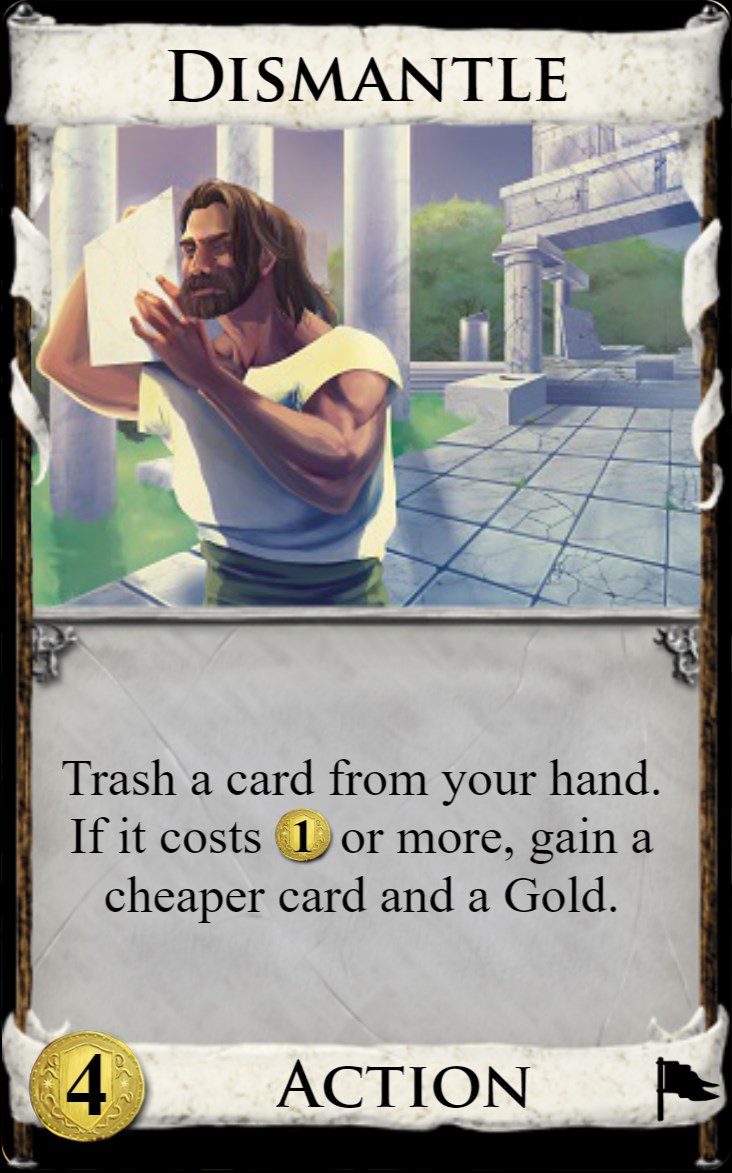 Dismantle
Trash a card from your hand.
If it costs 1 or more, gain a
cheaper card and a Gold.
4 Action